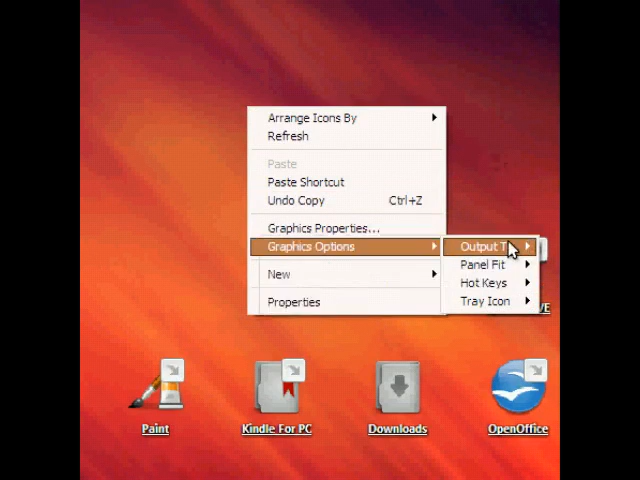 Arrange Icons By
Refresh
Paste
Paste Shortcut
Undo Copy Ctrl+Z
Graphics Properties...
Graphics Options
Output T
Panel Fit
New
Hot Keys
Properties
Tray Icon
Paint
Kindle For PC
Downloads
OpenOffice